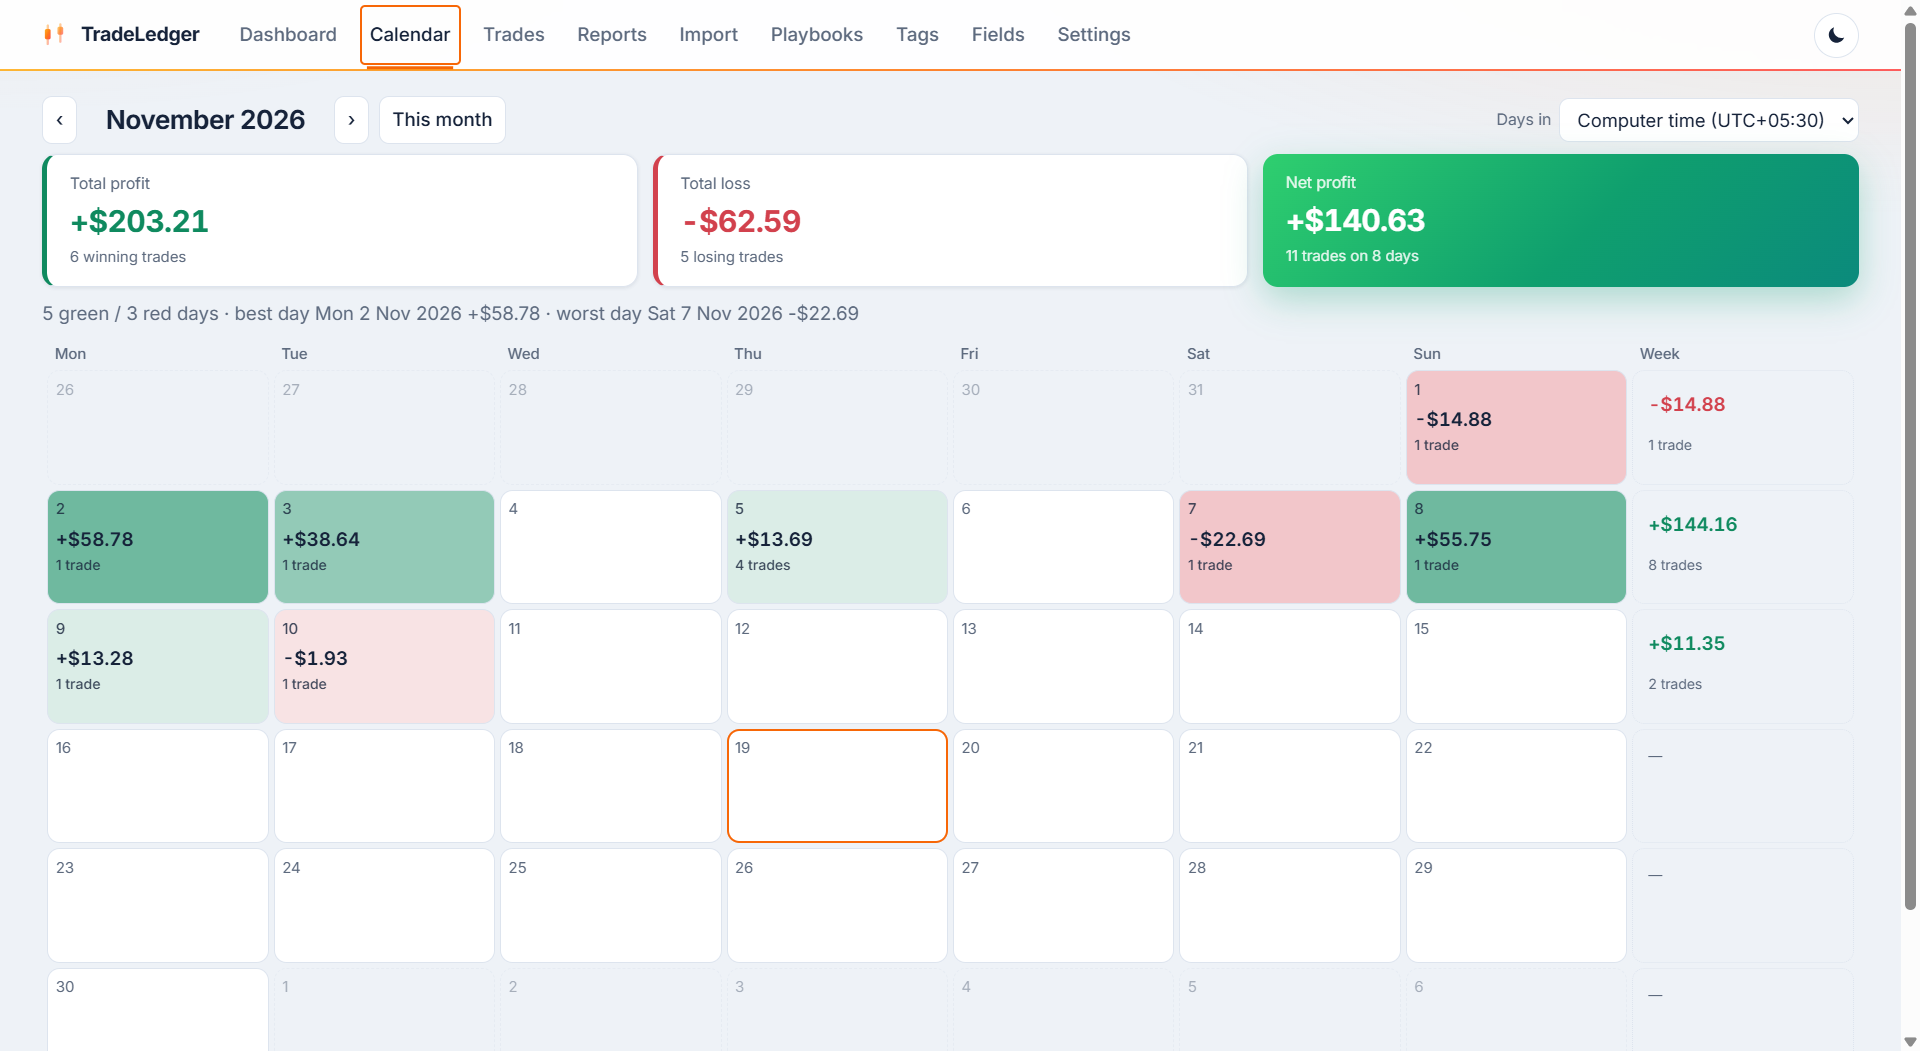 TradeLedger Dashboard Calendar Trades Reports Import Playbooks Tags Fields Settings
‹ November 2026 › This month Days in Computer time (UTC+05:30)
Total profit
+$203.21
6 winning trades
Total loss
-$62.59
5 losing trades
Net profit
+$140.63
11 trades on 8 days
5 green / 3 red days · best day Mon 2 Nov 2026 +$58.78 · worst day Sat 7 Nov 2026 -$22.69
Mon Tue Wed Thu Fri Sat Sun Week
26 27 28 29 30 31 1
-$14.88 -$14.88
1 trade 1 trade
2 3 4 5 6 7 8
+$58.78 +$38.64 +$13.69 -$22.69 +$55.75 +$144.16
1 trade 1 trade 4 trades 1 trade 1 trade 8 trades
9 10 11 12 13 14 15
+$13.28 -$1.93 +$11.35
1 trade 1 trade 2 trades
16 17 18 19 20 21 22 —
23 24 25 26 27 28 29 —
30 1 2 3 4 5 6 —